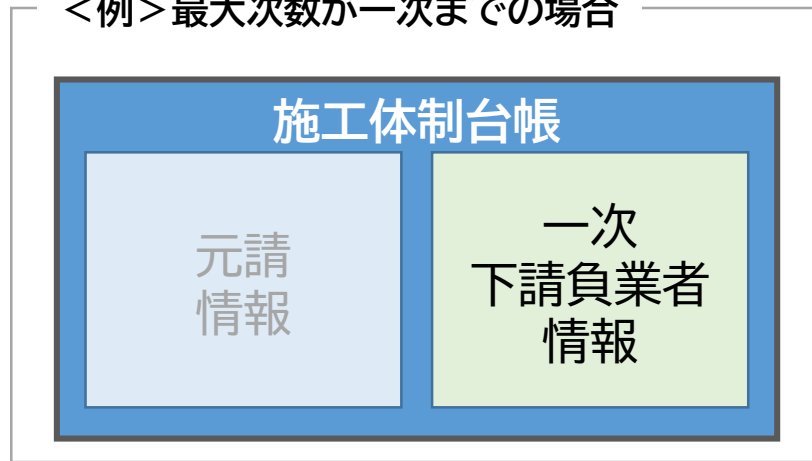 ＜例＞最大次数が一次までの場合
施工体制台帳
元請
情報
一次
下請負業者
情報